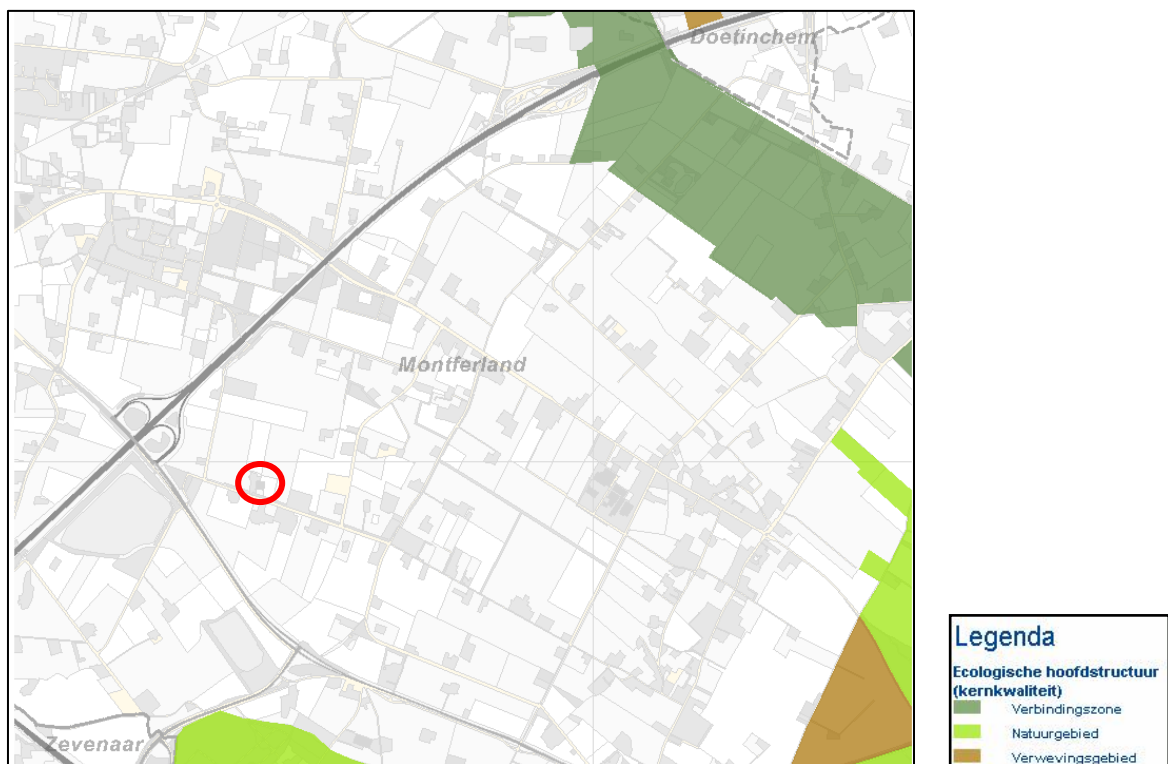 Doetinchem
Montferland
Zevenaar
Legenda
Ecologische hoofdstructuur
(kernkwaliteit)
Verbindingszone
Natuurgebied
Verwevingsgebied